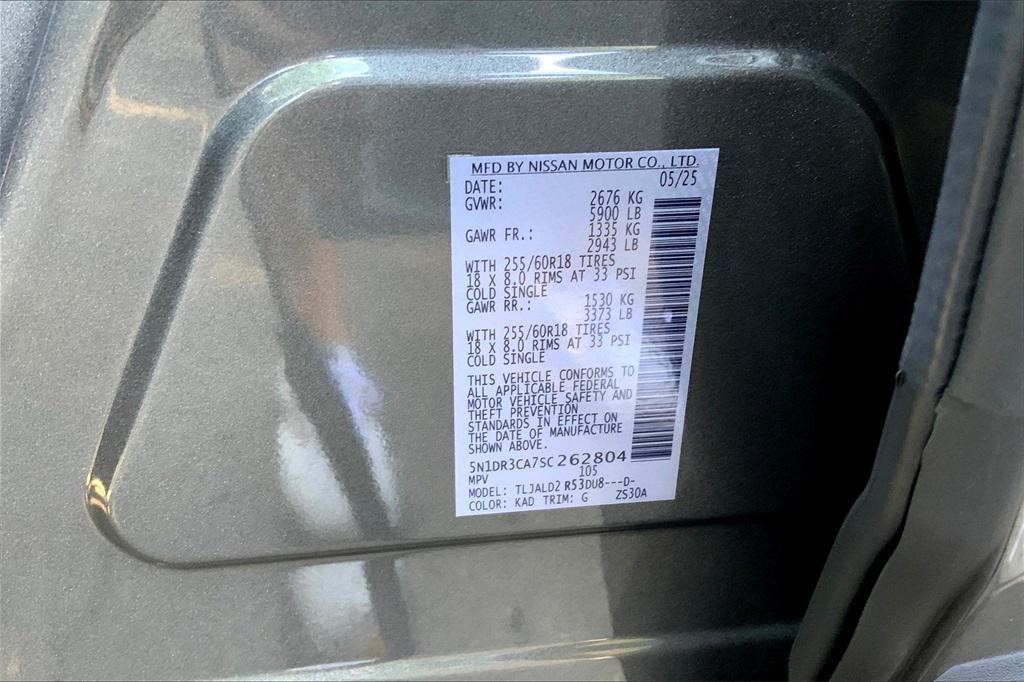 MFD BY NISSAN MOTOR CO., LTD.
DATE: 05/25
GVWR: 2676 KG
5900 LB
GAWR FR.: 1335 KG
2943 LB
WITH 255/60R18 TIRES
18 X 8.0 RIMS AT 33 PSI
COLD SINGLE
GAWR RR.: 1530 KG
3373 LB
WITH 255/60R18 TIRES
18 X 8.0 RIMS AT 33 PSI
COLD SINGLE
THIS VEHICLE CONFORMS TO
ALL APPLICABLE FEDERAL
MOTOR VEHICLE SAFETY AND
THEFT PREVENTION
STANDARDS IN EFFECT ON
THE DATE OF MANUFACTURE
SHOWN ABOVE.
5N1DR3CA7SC262804
MPV 105
MODEL: TLJALD2 R53DU8---D-
COLOR: KAD TRIM: G ZS30A